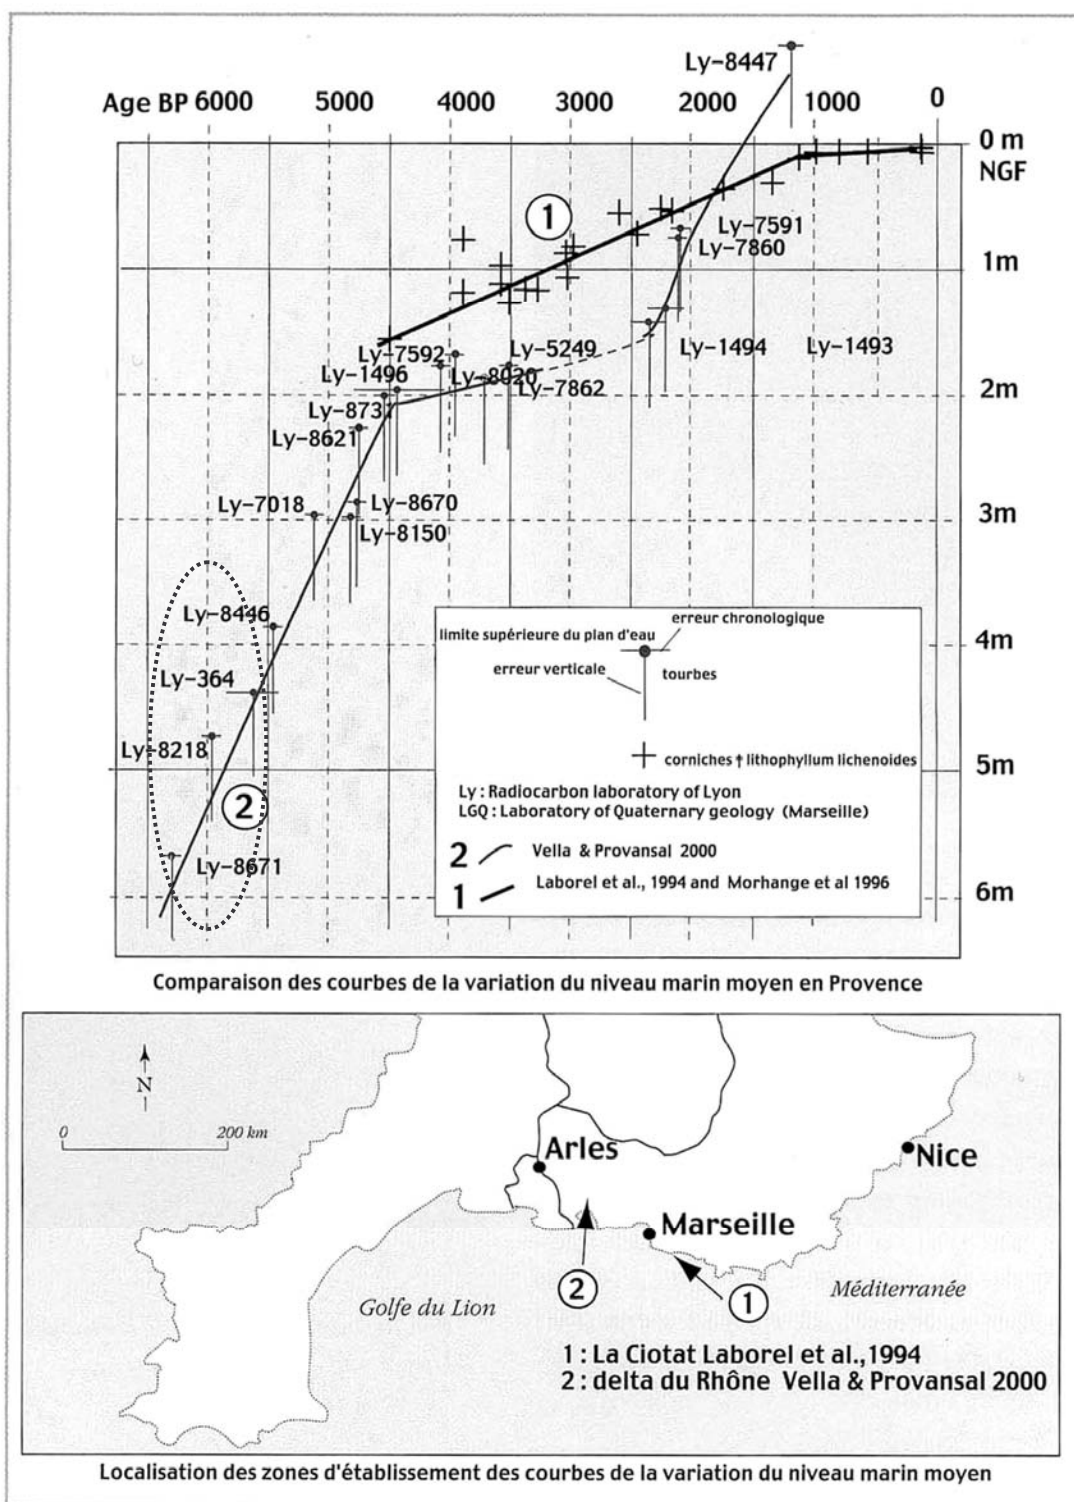 Ly-8447
Age BP 6000 5000 4000 3000 2000 1000 0
0 m
NGF
1
Ly-7591
Ly-7860
1m
Ly-7592
Ly-5249
Ly-1494
Ly-1493
Ly-1496
Ly-8020
Ly-7862
2m
Ly-873
Ly-8621
Ly-7018
Ly-8670
3m
Ly-8150
Ly-8446
4m
Ly-364
Ly-8218
5m
2
Ly-8671
6m
erreur chronologique
limite supérieure du plan d'eau
erreur verticale
tourbes
corniches † lithophyllum lichenoides
Ly : Radiocarbon laboratory of Lyon
LGQ : Laboratory of Quaternary geology (Marseille)
2 Vella & Provansal 2000
1 Laborel et al., 1994 and Morhange et al 1996
Comparaison des courbes de la variation du niveau marin moyen en Provence
N
0 200 km
Arles
Nice
Marseille
2
1
Golfe du Lion
Méditerranée
1 : La Ciotat Laborel et al.,1994
2 : delta du Rhône Vella & Provansal 2000
Localisation des zones d'établissement des courbes de la variation du niveau marin moyen